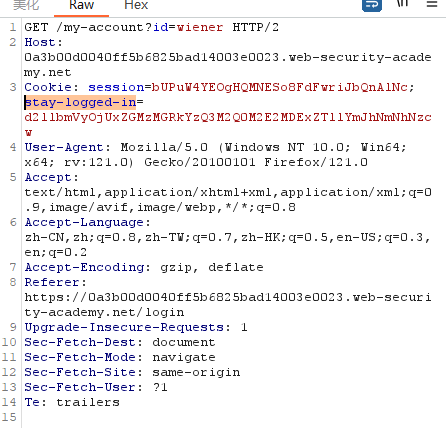 美化 Raw Hex \n
1 GET /my-account?id=wiener HTTP/2
2 Host:
0a3b00d0040ff5b6825bad14003e0023.web-security-acade
my.net
3 Cookie: session=bUPuW4YEOgHQMNESo8FdFwriJbQnAlNc;
stay-logged-in=
d2llbmVyOjUxZGMzMGRkYzQ3M2Q0M2E2MDExZTllYmJhNmNhNzc
w
4 User-Agent: Mozilla/5.0 (Windows NT 10.0; Win64;
x64; rv:121.0) Gecko/20100101 Firefox/121.0
5 Accept:
text/html,application/xhtml+xml,application/xml;q=0
.9,image/avif,image/webp,*/*;q=0.8
6 Accept-Language:
zh-CN,zh;q=0.8,zh-TW;q=0.7,zh-HK;q=0.5,en-US;q=0.3,
en;q=0.2
7 Accept-Encoding: gzip, deflate
8 Referer:
https://0a3b00d0040ff5b6825bad14003e0023.web-securi
ty-academy.net/login
9 Upgrade-Insecure-Requests: 1
10 Sec-Fetch-Dest: document
11 Sec-Fetch-Mode: navigate
12 Sec-Fetch-Site: same-origin
13 Sec-Fetch-User: ?1
14 Te: trailers
15